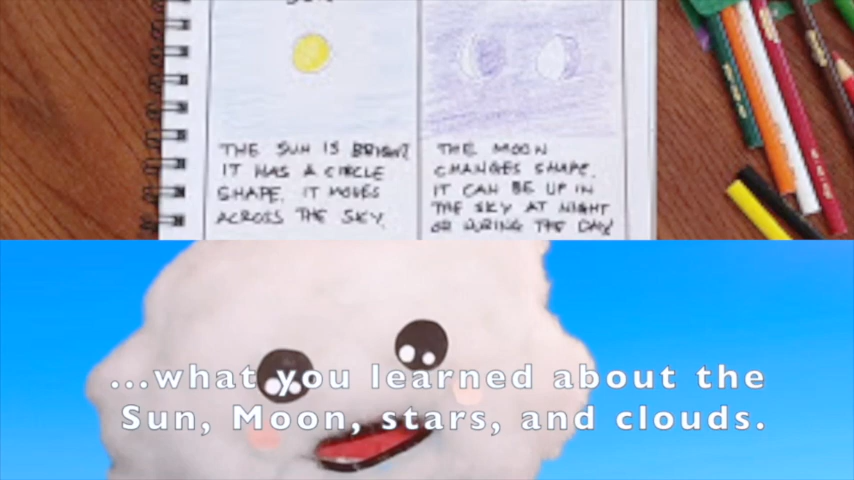 THE SUN IS BRIGHT
IT HAS A CIRCLE
SHAPE. IT MOVES
ACROSS THE SKY.
THE MOON
CHANGES SHAPE.
IT CAN BE UP IN
THE SKY AT NIGHT
OR DURING THE DAY
...what you learned about the
Sun, Moon, stars, and clouds.